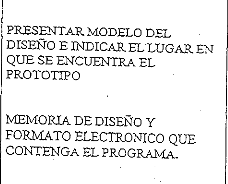 PRESENTAR MODELO DEL
DISEÑO E INDICAR EL LUGAR EN
QUE SE ENCUENTRA EL
PROTOTIPO
MEMORIA DE DISEÑO Y
FORMATO ELECTRONICO QUE
CONTENGA EL PROGRAMA.